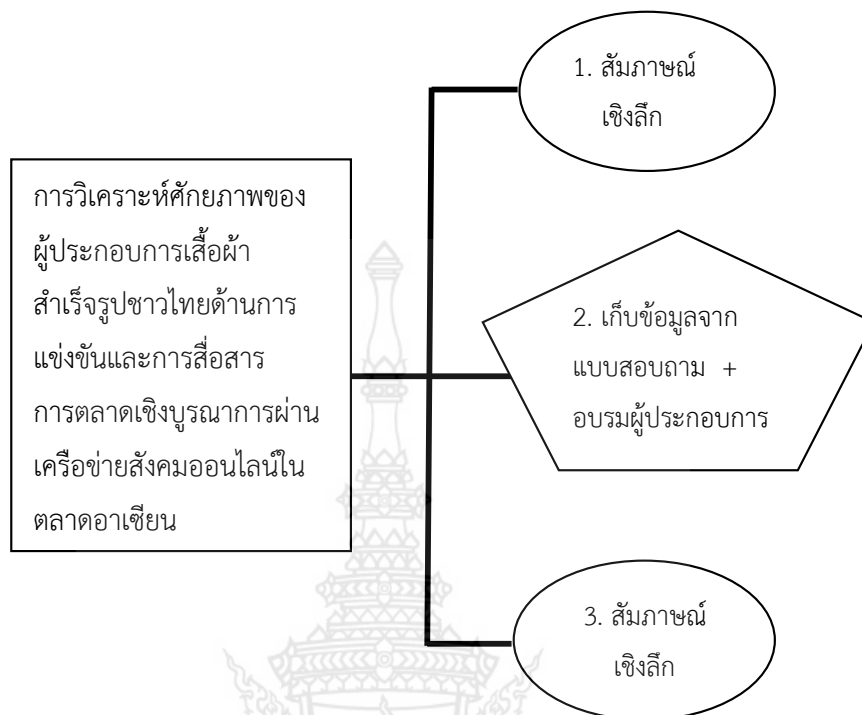 1. สัมภาษณ์
เชิงลึก
การวิเคราะห์ศักยภาพของ
ผู้ประกอบการเสื้อผ้า
สำเร็จรูปชาวไทยด้านการ
แข่งขันและการสื่อสาร
การตลาดเชิงบูรณาการผ่าน
เครือข่ายสังคมออนไลน์ใน
ตลาดอาเซียน
2. เก็บข้อมูลจาก
แบบสอบถาม +
อบรมผู้ประกอบการ
3. สัมภาษณ์
เชิงลึก